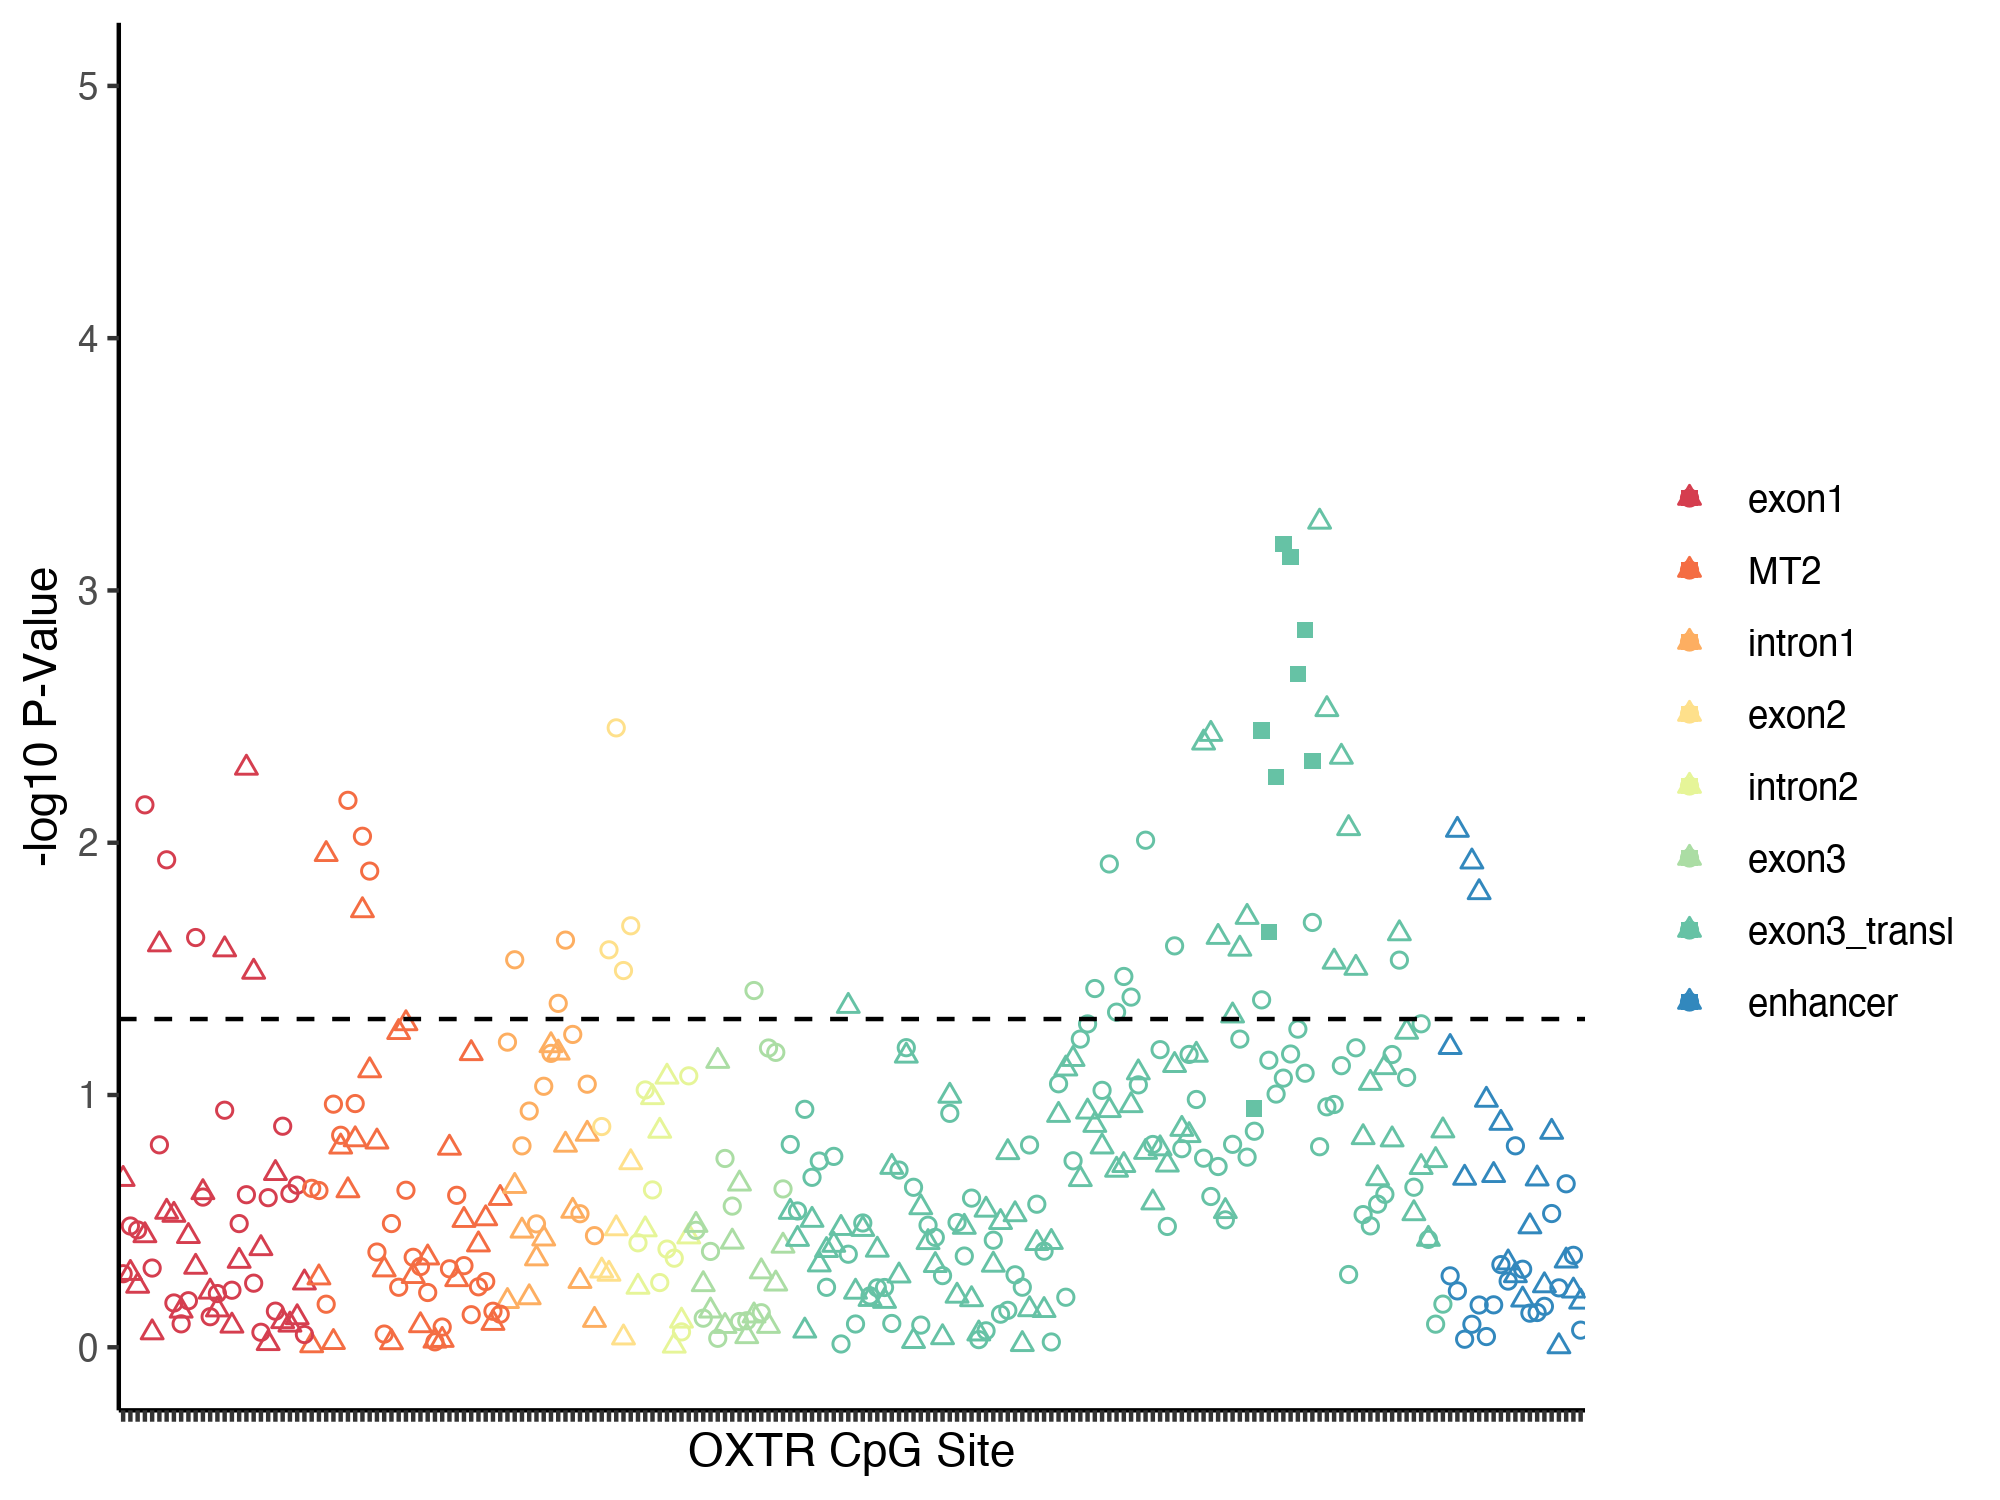 5
4
3
2
1
0
-log10 P-Value
OXTR CpG Site
exon1
MT2
intron1
exon2
intron2
exon3
exon3_transl
enhancer